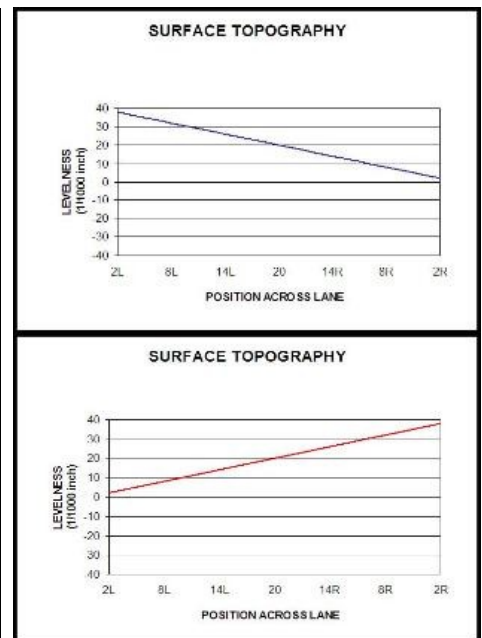 SURFACE TOPOGRAPHY
LEVELNESS
(1/1000 inch)
40
30
20
10
0
-10
-20
-30
-40
2L 8L 14L 20 14R 8R 2R
POSITION ACROSS LANE
SURFACE TOPOGRAPHY
LEVELNESS
(1/1000 inch)
40
30
20
10
0
-10
-20
30
40
2L 8L 14L 20 14R 8R 2R
POSITION ACROSS LANE